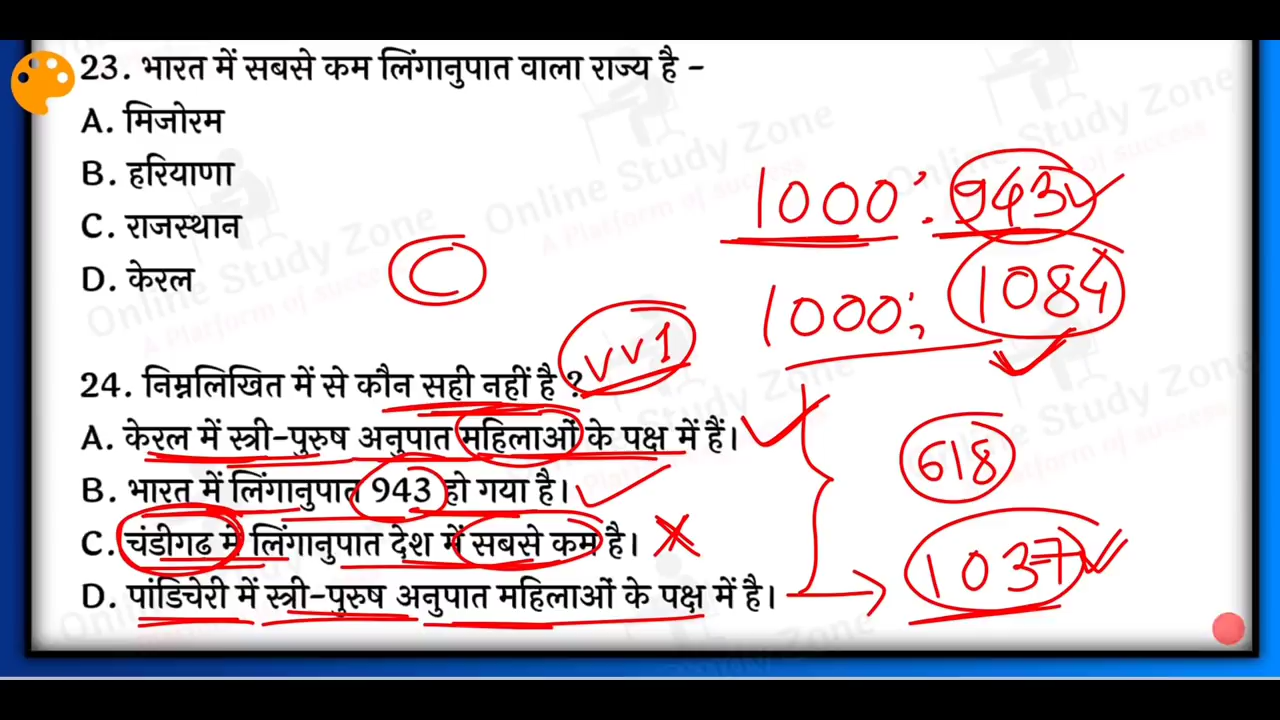 23. भारत में सबसे कम लिंगानुपात वाला राज्य है -
A. मिजोरम
B. हरियाणा
C. राजस्थान
D. केरल
C
1000 : 943
1000 : 1084
24. निम्नलिखित में से कौन सही नहीं है ?
v v 1
A. केरल में स्त्री-पुरुष अनुपात महिलाओं के पक्ष में हैं।
B. भारत में लिंगानुपात 943 हो गया है।
618
C. चंडीगढ में लिंगानुपात देश में सबसे कम है।
1037
D. पांडिचेरी में स्त्री-पुरुष अनुपात महिलाओं के पक्ष में है।
Online Study Zone
A Platform of success